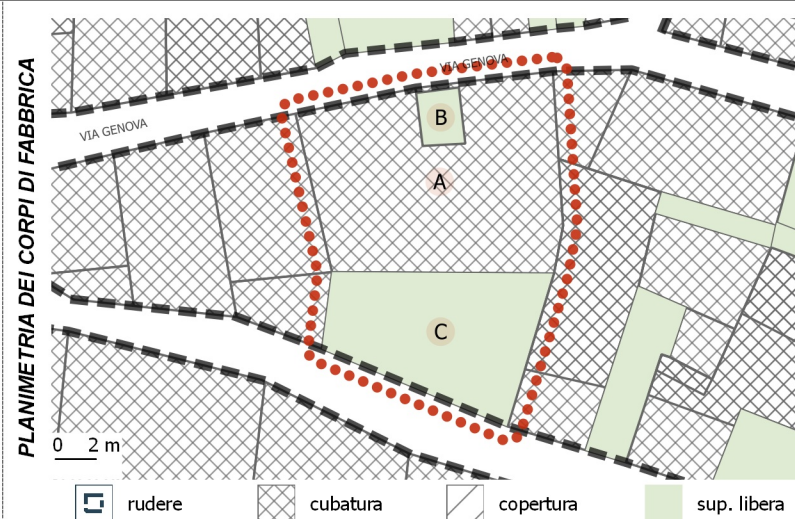 PLANIMETRIA DEI CORPI DI FABBRICA
VIA GENOVA
VIA GENOVA
B
A
C
0 2 m
rudere cubatura copertura sup. libera